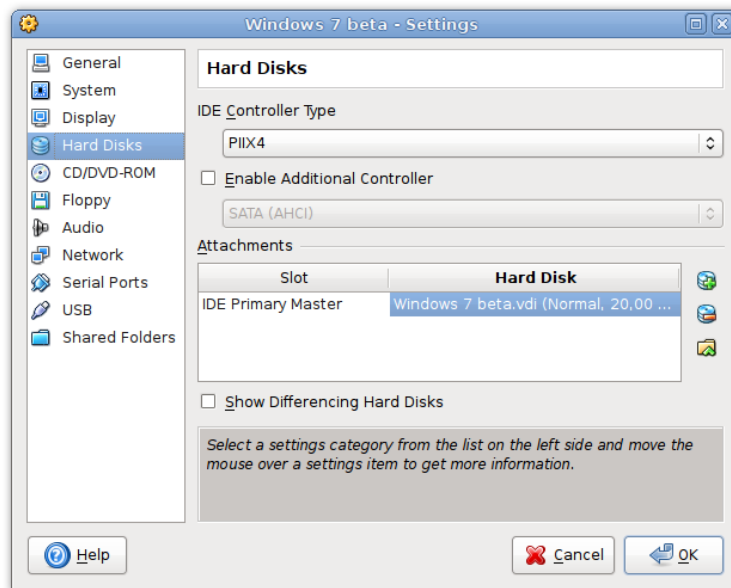 Windows 7 beta - Settings
General
System
Display
Hard Disks
CD/DVD-ROM
Floppy
Audio
Network
Serial Ports
USB
Shared Folders
Hard Disks
IDE Controller Type
PIIX4
Enable Additional Controller
SATA (AHCI)
Attachments
Slot Hard Disk
IDE Primary Master Windows 7 beta.vdi (Normal, 20,00 ...
Show Differencing Hard Disks
Select a settings category from the list on the left side and move the
mouse over a settings item to get more information.
Help Cancel OK